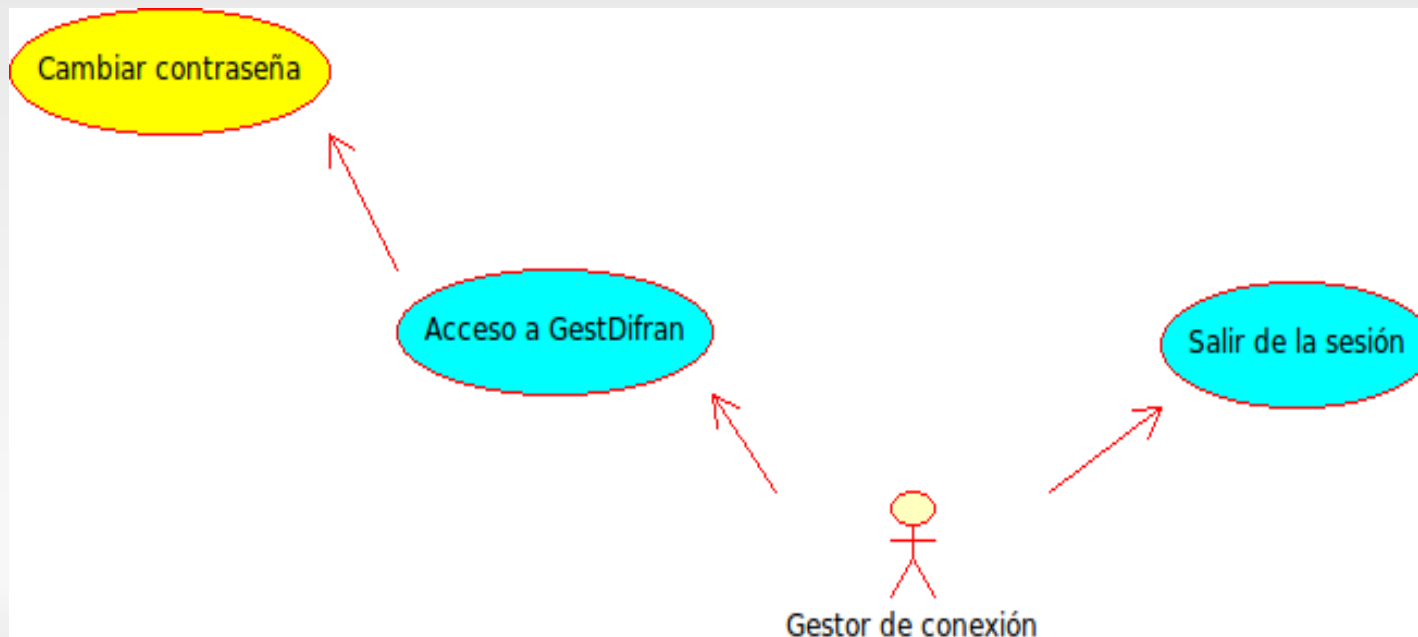 Cambiar contraseña
Acceso a GestDifran
Salir de la sesión
Gestor de conexión